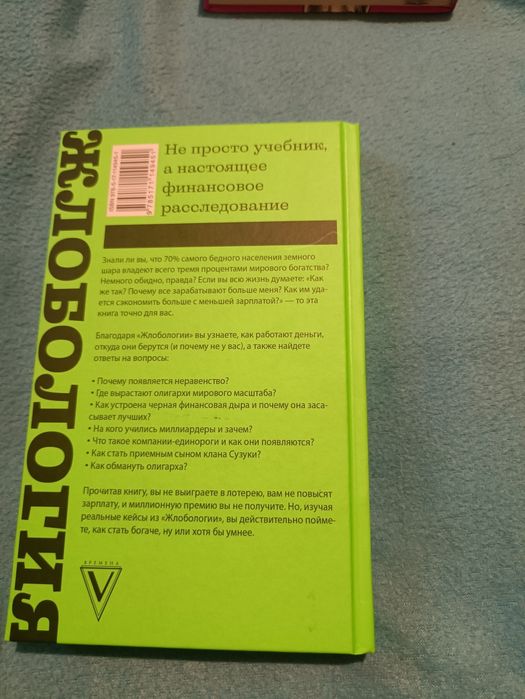 ЖЛОБОЛОГИЯ
Не просто учебник,
а настоящее
финансовое
расследование
9 785171 149451
Знали ли вы, что 70% самого бедного населения земного
шара владеют всего тремя процентами мирового богатства?
Немного обидно, правда? Если вы всю жизнь думаете: «Как
же так? Почему все зарабатывают больше меня? Как им уда-
ется сэкономить больше с меньшей зарплатой?» — то эта
книга точно для вас.
Благодаря «Жлобологии» вы узнаете, как работают деньги,
откуда они берутся (и почему не у вас), а также найдете
ответы на вопросы:
• Почему появляется неравенство?
• Где вырастают олигархи мирового масштаба?
• Как устроена черная финансовая дыра и почему она заса-
сывает лучших?
• На кого учились миллиардеры и зачем?
• Что такое компании-единороги и как они появляются?
• Как стать приемным сыном клана Сузуки?
• Как обмануть олигарха?
Прочитав книгу, вы не выиграете в лотерею, вам не повысят
зарплату, и миллионную премию вы не получите. Но, изучая
реальные кейсы из «Жлобологии», вы действительно пойме-
те, как стать богаче, ну или хотя бы умнее.
ВРЕМЕНА
V